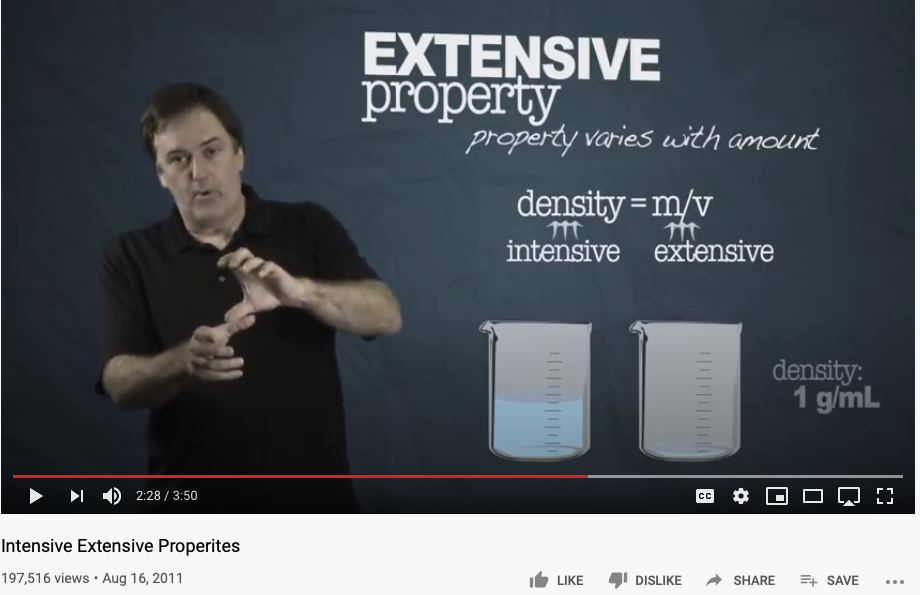 EXTENSIVE
property
property varies with amount
density = m/v
intensive extensive
density:
1 g/mL
2:28 / 3:50
CC
Intensive Extensive Properites
197,516 views • Aug 16, 2011
LIKE DISLIKE SHARE SAVE